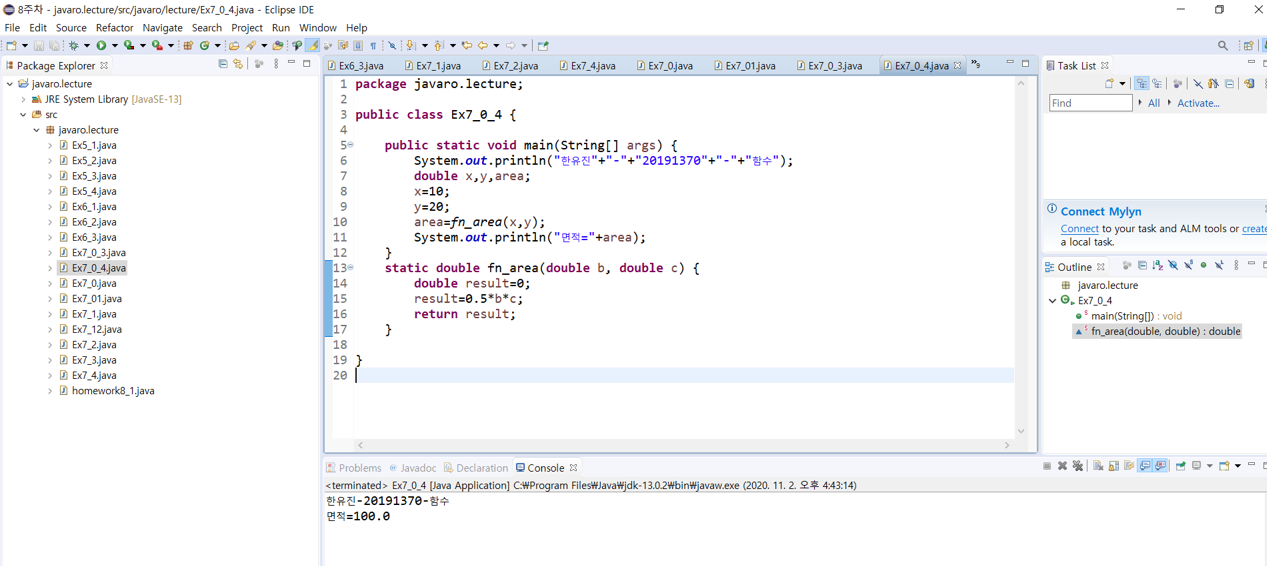 8주차 - javaro.lecture/src/javaro/lecture/Ex7_0_4.java - Eclipse IDE
File Edit Source Refactor Navigate Search Project Run Window Help
Package Explorer
javaro.lecture
JRE System Library [JavaSE-13]
src
javaro.lecture
Ex5_1.java
Ex5_2.java
Ex5_3.java
Ex5_4.java
Ex6_1.java
Ex6_2.java
Ex6_3.java
Ex7_0_3.java
Ex7_0_4.java
Ex7_0.java
Ex7_01.java
Ex7_1.java
Ex7_12.java
Ex7_2.java
Ex7_3.java
Ex7_4.java
homework8_1.java
Ex6_3.java Ex7_1.java Ex7_2.java Ex7_4.java Ex7_0.java Ex7_01.java Ex7_0_3.java Ex7_0_4.java »9
1 package javaro.lecture;
2
3 public class Ex7_0_4 {
4
5 public static void main(String[] args) {
6 System.out.println("한유진"+"-"+"20191370"+"-"+"함수");
7 double x,y,area;
8 x=10;
9 y=20;
10 area=fn_area(x,y);
11 System.out.println("면적="+area);
12 }
13 static double fn_area(double b, double c) {
14 double result=0;
15 result=0.5*b*c;
16 return result;
17 }
18
19 }
20
Task List
Find All Activate...
Connect Mylyn
Connect to your task and ALM tools or create
a local task.
Outline
javaro.lecture
Ex7_0_4
main(String[]) : void
fn_area(double, double) : double
Problems Javadoc Declaration Console
<terminated> Ex7_0_4 [Java Application] C:₩Program Files₩Java₩jdk-13.0.2₩bin₩javaw.exe (2020. 11. 2. 오후 4:43:14)
한유진-20191370-함수
면적=100.0